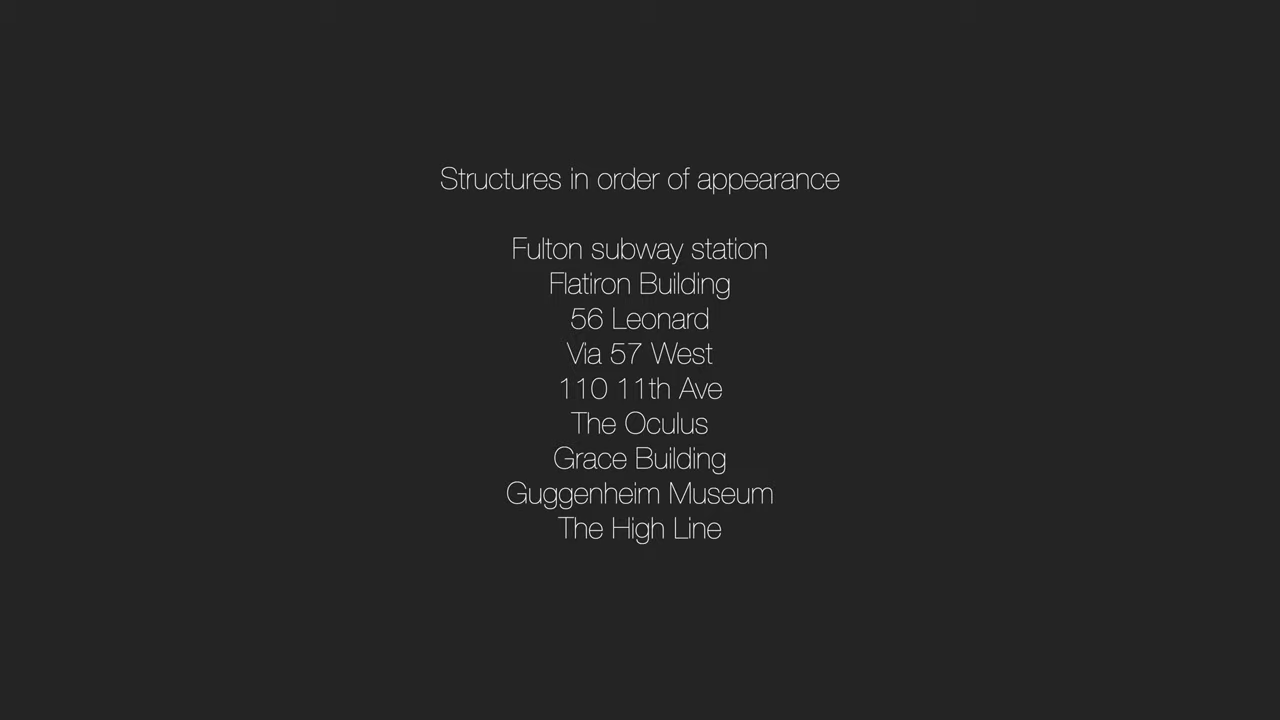 Structures in order of appearance
Fulton subway station
Flatiron Building
56 Leonard
Via 57 West
110 11th Ave
The Oculus
Grace Building
Guggenheim Museum
The High Line